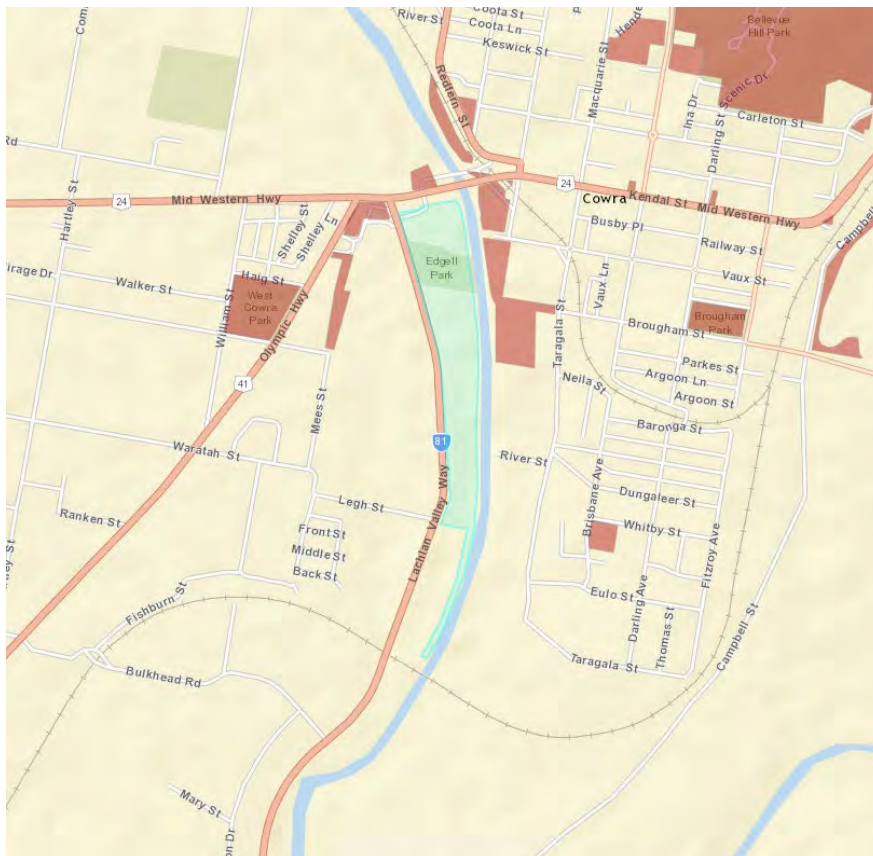 River St
Coota St
Coota Ln
Keswick St
Redfern St
Macquarie St
Bellevue
Hill Park
Ina Dr
Darling St
Scenic Dr
Carleton St
Hartley St
24
Mid Western Hwy
24
Cowra
Kendal St
Mid Western Hwy
Campbell
Shelley St
Shelley Ln
Busby Pl
Railway St
Edgell
Park
Haig St
Walker St
William St
West
Cowra
Park
Olympic Hwy
Vaux Ln
Vaux St
Taragala St
Brougham St
Brougham
Park
Parkes St
Neila St
Argoon Ln
Argoon St
41
Mees St
Baronga St
81
Waratah St
River St
Lachlan Valley Way
Legh St
Brisbane Ave
Dungaleer St
Ranken St
Front St
Whitby St
Middle St
Back St
Fitzroy Ave
Fishburn St
Eulo St
Darling Ave
Thomas St
Campbell St
Taragala St
Bulkhead Rd
Mary St